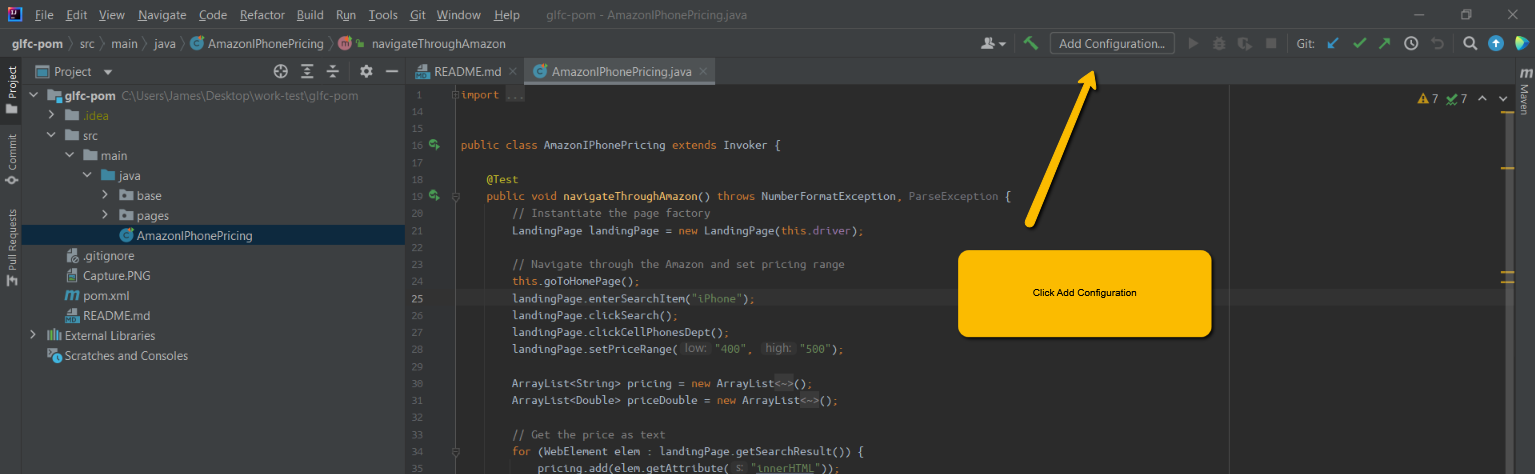 File Edit View Navigate Code Refactor Build Run Tools Git Window Help glfc-pom - AmazonIPhonePricing.java
glfc-pom src main java AmazonIPhonePricing m navigateThroughAmazon Add Configuration... Git:
Project
README.md AmazonIPhonePricing.java
glfc-pom C:\Users\James\Desktop\work-test\glfc-pom
.idea
src
main
java
base
pages
AmazonIPhonePricing
.gitignore
Capture.PNG
pom.xml
README.md
External Libraries
Scratches and Consoles
Project
Commit
Pull Requests
1 import ...
14
15
16 public class AmazonIPhonePricing extends Invoker {
17
18 @Test
19 public void navigateThroughAmazon() throws NumberFormatException, ParseException {
20 // Instantiate the page factory
21 LandingPage landingPage = new LandingPage(this.driver);
22
23 // Navigate through the Amazon and set pricing range
24 this.goToHomePage();
25 landingPage.enterSearchItem("iPhone");
26 landingPage.clickSearch();
27 landingPage.clickCellPhonesDept();
28 landingPage.setPriceRange( low: "400", high: "500");
29
30 ArrayList<String> pricing = new ArrayList<~>();
31 ArrayList<Double> priceDouble = new ArrayList<~>();
32
33 // Get the price as text
34 for (WebElement elem : landingPage.getSearchResult()) {
35 pricing.add(elem.getAttribute( s: "innerHTML"));
7 7
Click Add Configuration
m Maven